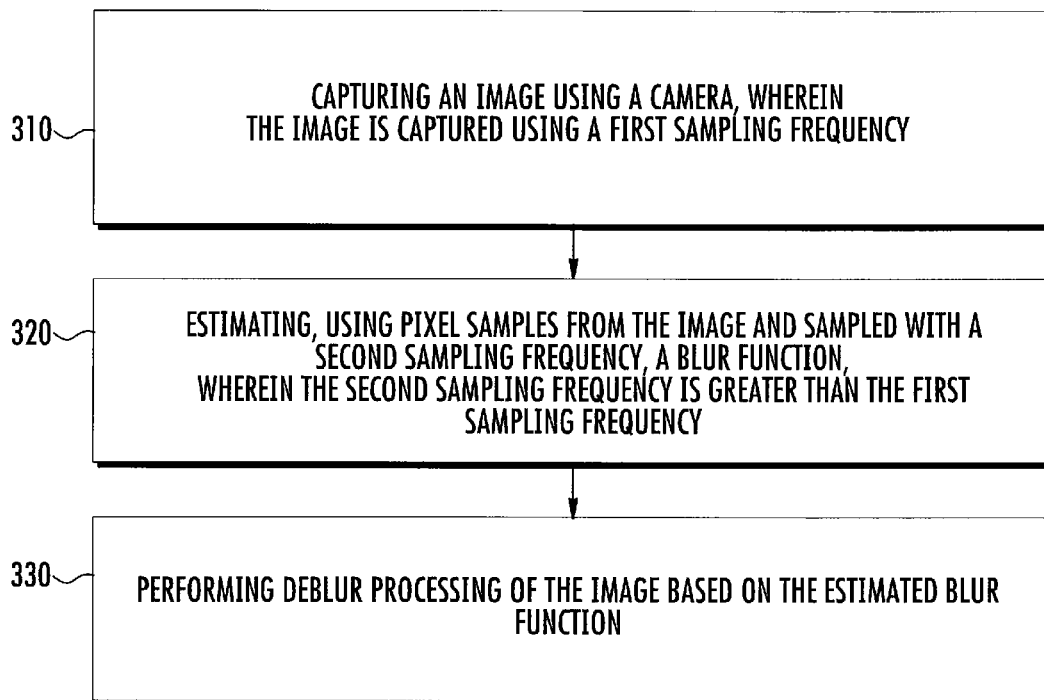 310
CAPTURING AN IMAGE USING A CAMERA, WHEREIN
THE IMAGE IS CAPTURED USING A FIRST SAMPLING FREQUENCY
320
ESTIMATING, USING PIXEL SAMPLES FROM THE IMAGE AND SAMPLED WITH A
SECOND SAMPLING FREQUENCY, A BLUR FUNCTION,
WHEREIN THE SECOND SAMPLING FREQUENCY IS GREATER THAN THE FIRST
SAMPLING FREQUENCY
330
PERFORMING DEBLUR PROCESSING OF THE IMAGE BASED ON THE ESTIMATED BLUR
FUNCTION